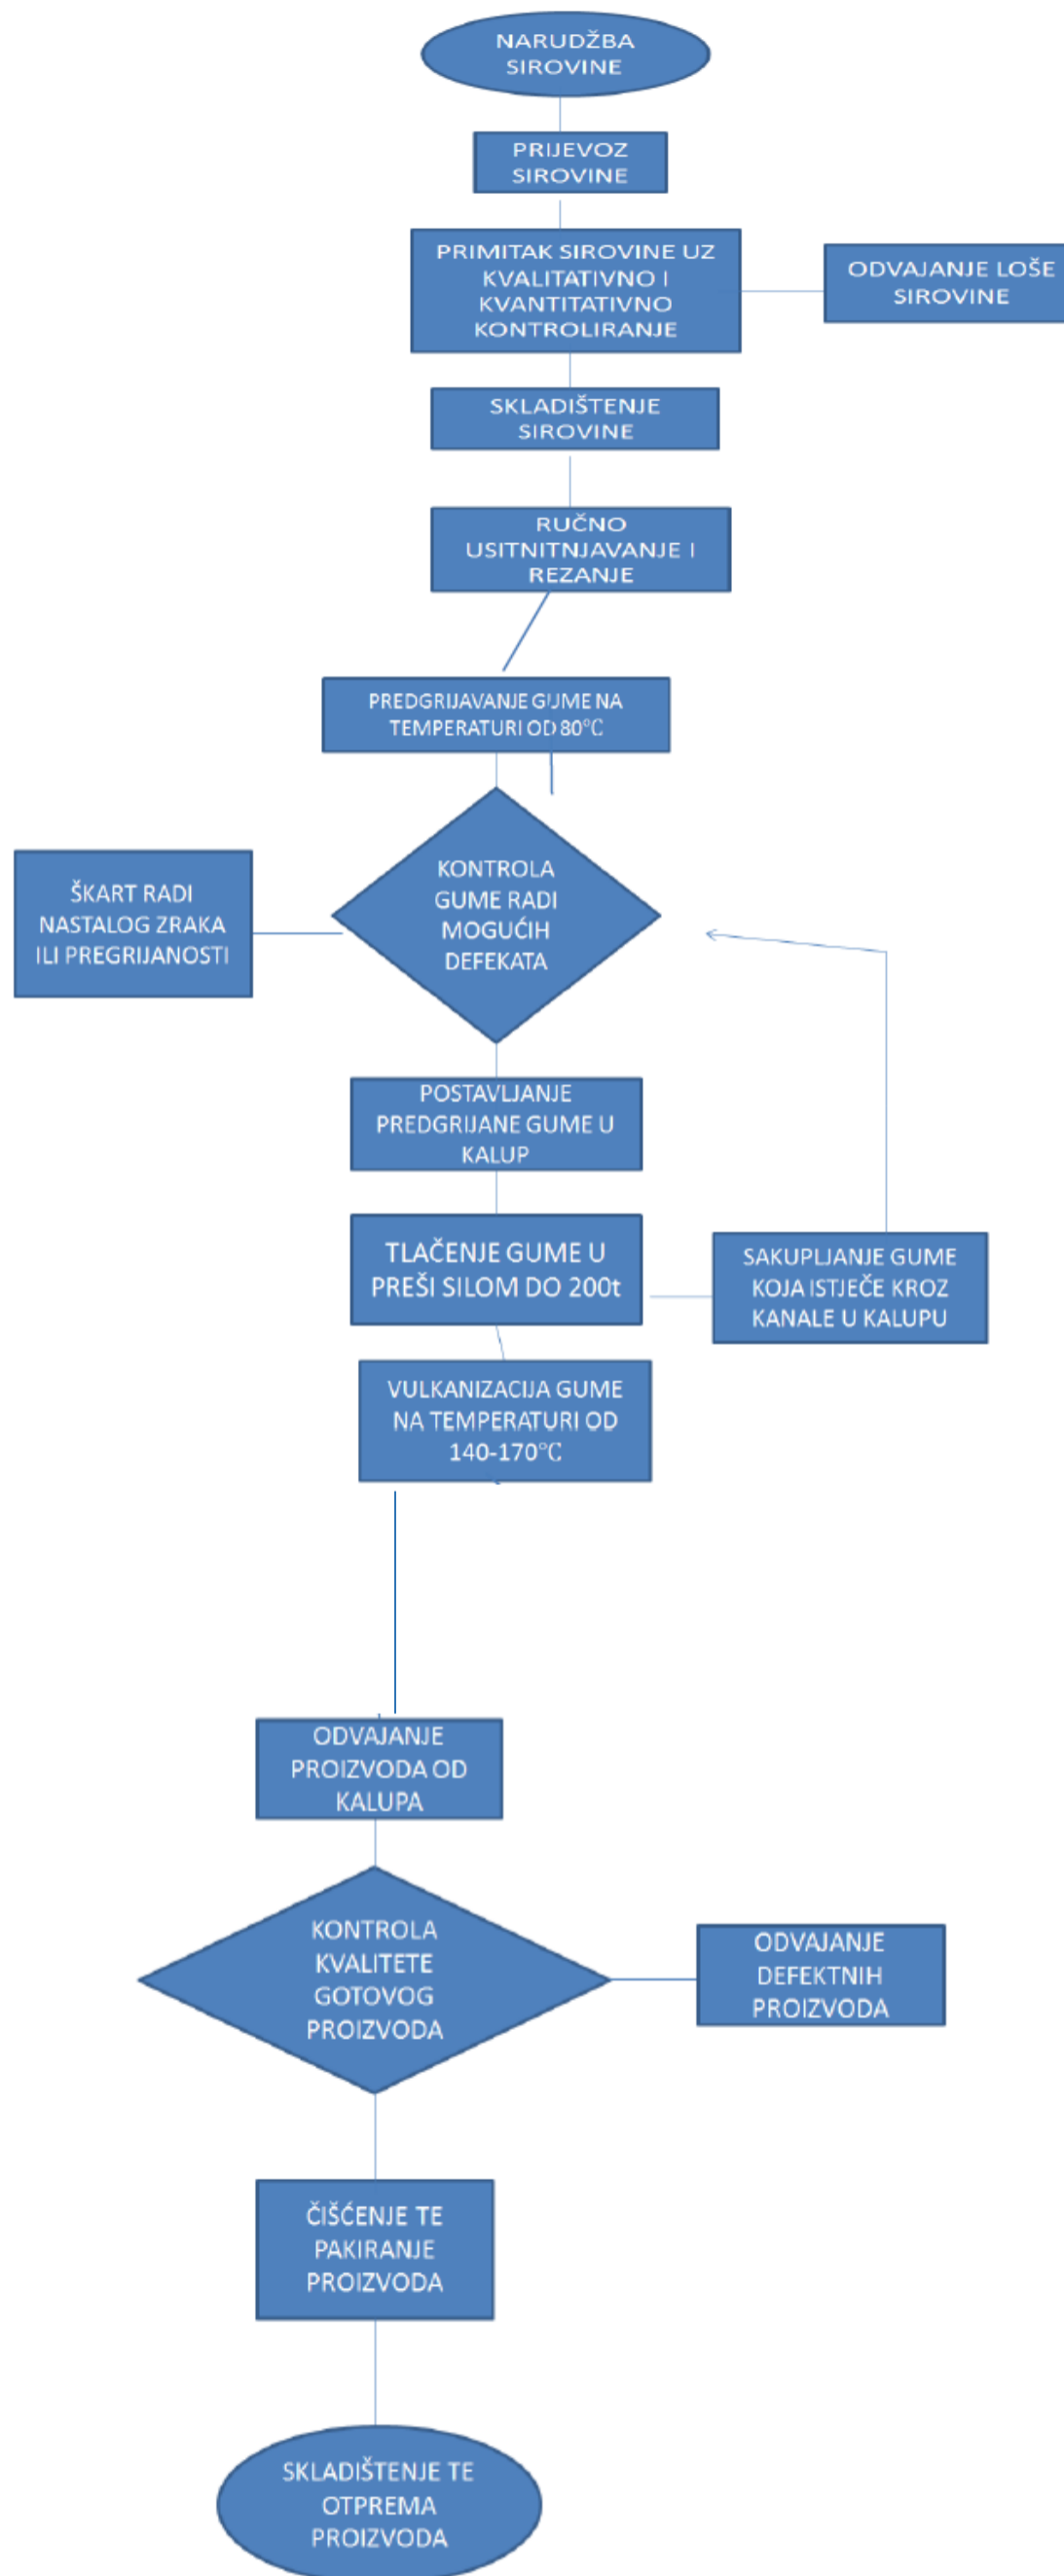 NARUDŽBA
SIROVINE
PRIJEVOZ
SIROVINE
PRIMITAK SIROVINE UZ
KVALITATIVNO I
KVANTITATIVNO
KONTROLIRANJE
ODVAJANJE LOŠE
SIROVINE
SKLADIŠTENJE
SIROVINE
RUČNO
USITNITNJAVANJE I
REZANJE
PREDGRIJAVANJE GUME NA
TEMPERATURI OD 80°C
KONTROLA
GUME RADI
MOGUĆIH
DEFEKATA
ŠKART RADI
NASTALOG ZRAKA
ILI PREGRIJANOSTI
POSTAVLJANJE
PREDGRIJANE GUME U
KALUP
TLAČENJE GUME U
PREŠI SILOM DO 200t
SAKUPLJANJE GUME
KOJA ISTJEČE KROZ
KANALE U KALUPU
VULKANIZACIJA GUME
NA TEMPERATURI OD
140-170°C
ODVAJANJE
PROIZVODA OD
KALUPA
KONTROLA
KVALITETE
GOTOVOG
PROIZVODA
ODVAJANJE
DEFEKTNIH
PROIZVODA
ČIŠĆENJE TE
PAKIRANJE
PROIZVODA
SKLADIŠTENJE TE
OTPREMA
PROIZVODA